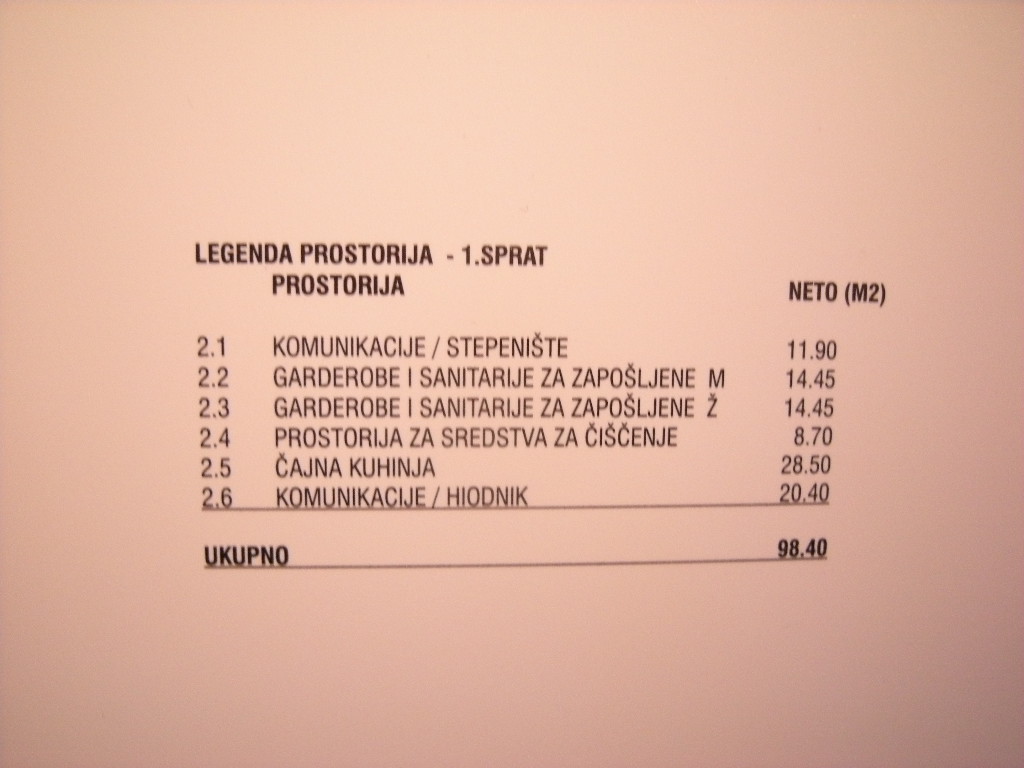 LEGENDA PROSTORIJA - 1.SPRAT
PROSTORIJA NETO (M2)
2.1 KOMUNIKACIJE / STEPENIŠTE 11.90
2.2 GARDEROBE I SANITARIJE ZA ZAPOŠLJENE M 14.45
2.3 GARDEROBE I SANITARIJE ZA ZAPOŠLJENE Ž 14.45
2.4 PROSTORIJA ZA SREDSTVA ZA ČIŠČENJE 8.70
2.5 ČAJNA KUHINJA 28.50
2.6 KOMUNIKACIJE / HIODNIK 20.40
UKUPNO 98.40